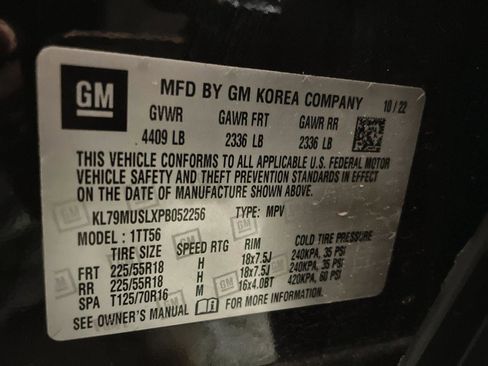 GM
MFD BY GM KOREA COMPANY 10/22
GVWR GAWR FRT GAWR RR
4409 LB 2336 LB 2336 LB
THIS VEHICLE CONFORMS TO ALL APPLICABLE U.S. FEDERAL MOTOR
VEHICLE SAFETY AND THEFT PREVENTION STANDARDS IN EFFECT
ON THE DATE OF MANUFACTURE SHOWN ABOVE.
KL79MUSLXPB052256 TYPE: MPV
MODEL : 1TT56
TIRE SIZE SPEED RTG RIM COLD TIRE PRESSURE
FRT 225/55R18 H 18x7.5J 240KPA, 35 PSI
RR 225/55R18 H 18x7.5J 240KPA, 35 PSI
SPA T125/70R16 M 16x4.0BT 420KPA, 60 PSI
SEE OWNER'S MANUAL FOR MORE INFORMATION.